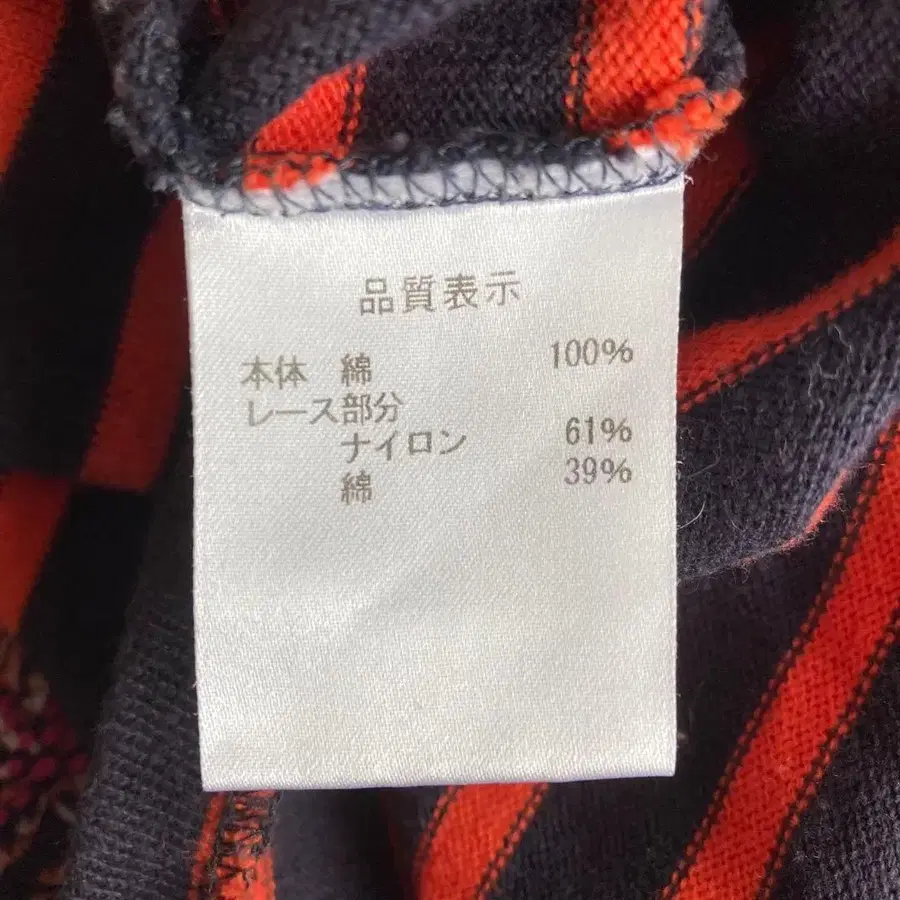 品質表示
本体 綿 100%
レース部分
ナイロン 61%
綿 39%